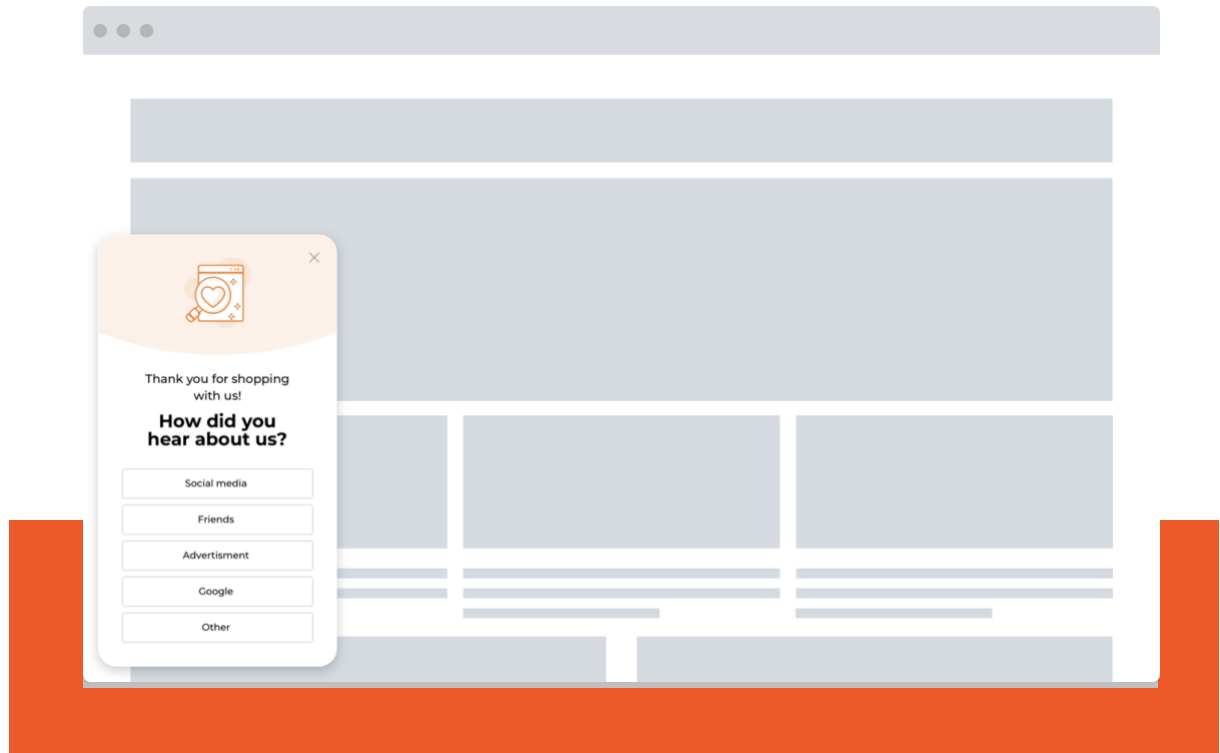 Thank you for shopping
with us!
How did you
hear about us?
Social media
Friends
Advertisment
Google
Other